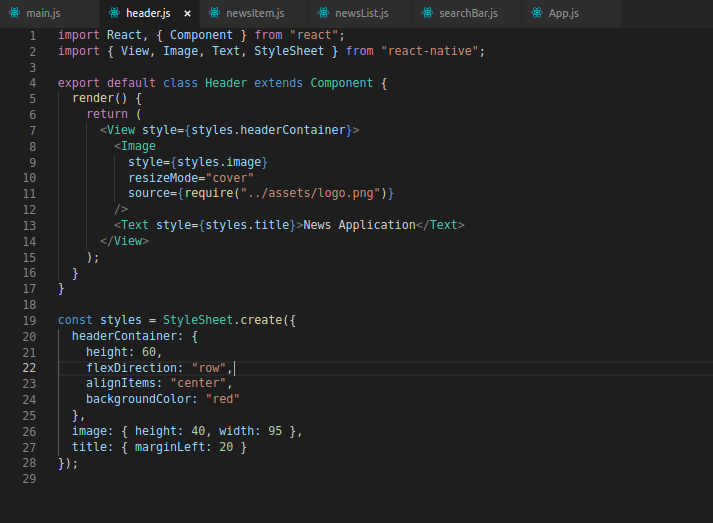 main.js header.js × newsItem.js newsList.js searchBar.js App.js
1 import React, { Component } from "react";
2 import { View, Image, Text, StyleSheet } from "react-native";
3
4 export default class Header extends Component {
5   render() {
6     return (
7       <View style={styles.headerContainer}>
8         <Image
9           style={styles.image}
10           resizeMode="cover"
11           source={require("../assets/logo.png")}
12         />
13         <Text style={styles.title}>News Application</Text>
14       </View>
15     );
16   }
17 }
18
19 const styles = StyleSheet.create({
20   headerContainer: {
21     height: 60,
22     flexDirection: "row",
23     alignItems: "center",
24     backgroundColor: "red"
25   },
26   image: { height: 40, width: 95 },
27   title: { marginLeft: 20 }
28 });
29